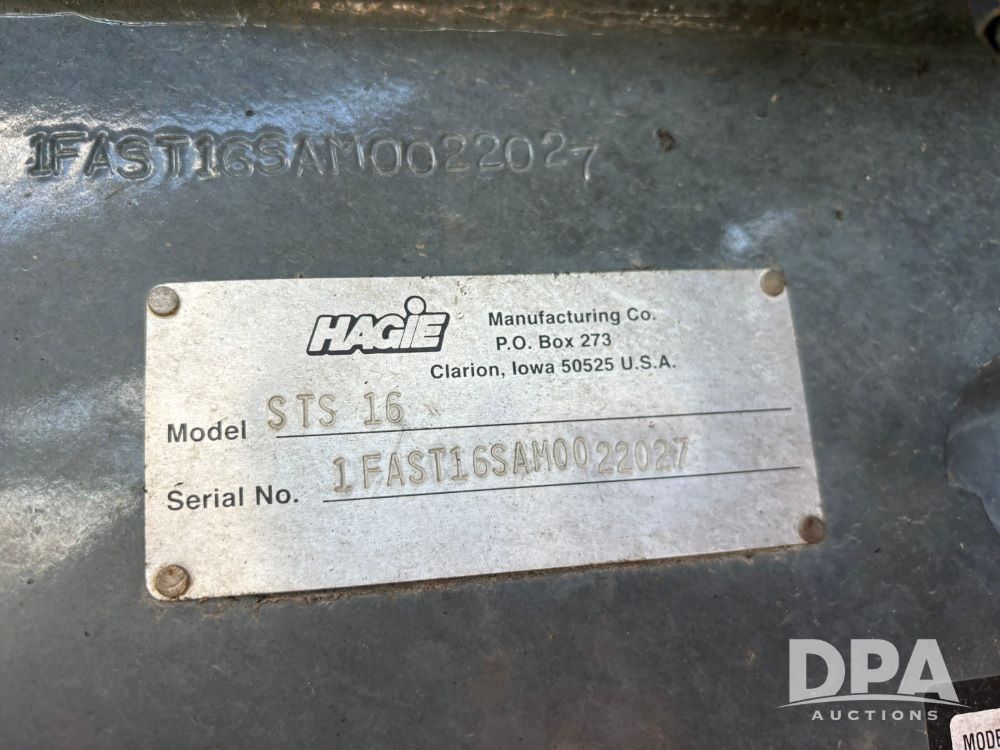 1FAST16SAM0022027
HAGIE
Manufacturing Co.
P.O. Box 273
Clarion, Iowa 50525 U.S.A.
Model STS 16
Serial No. 1FAST16SAM0022027
DPA
AUCTIONS